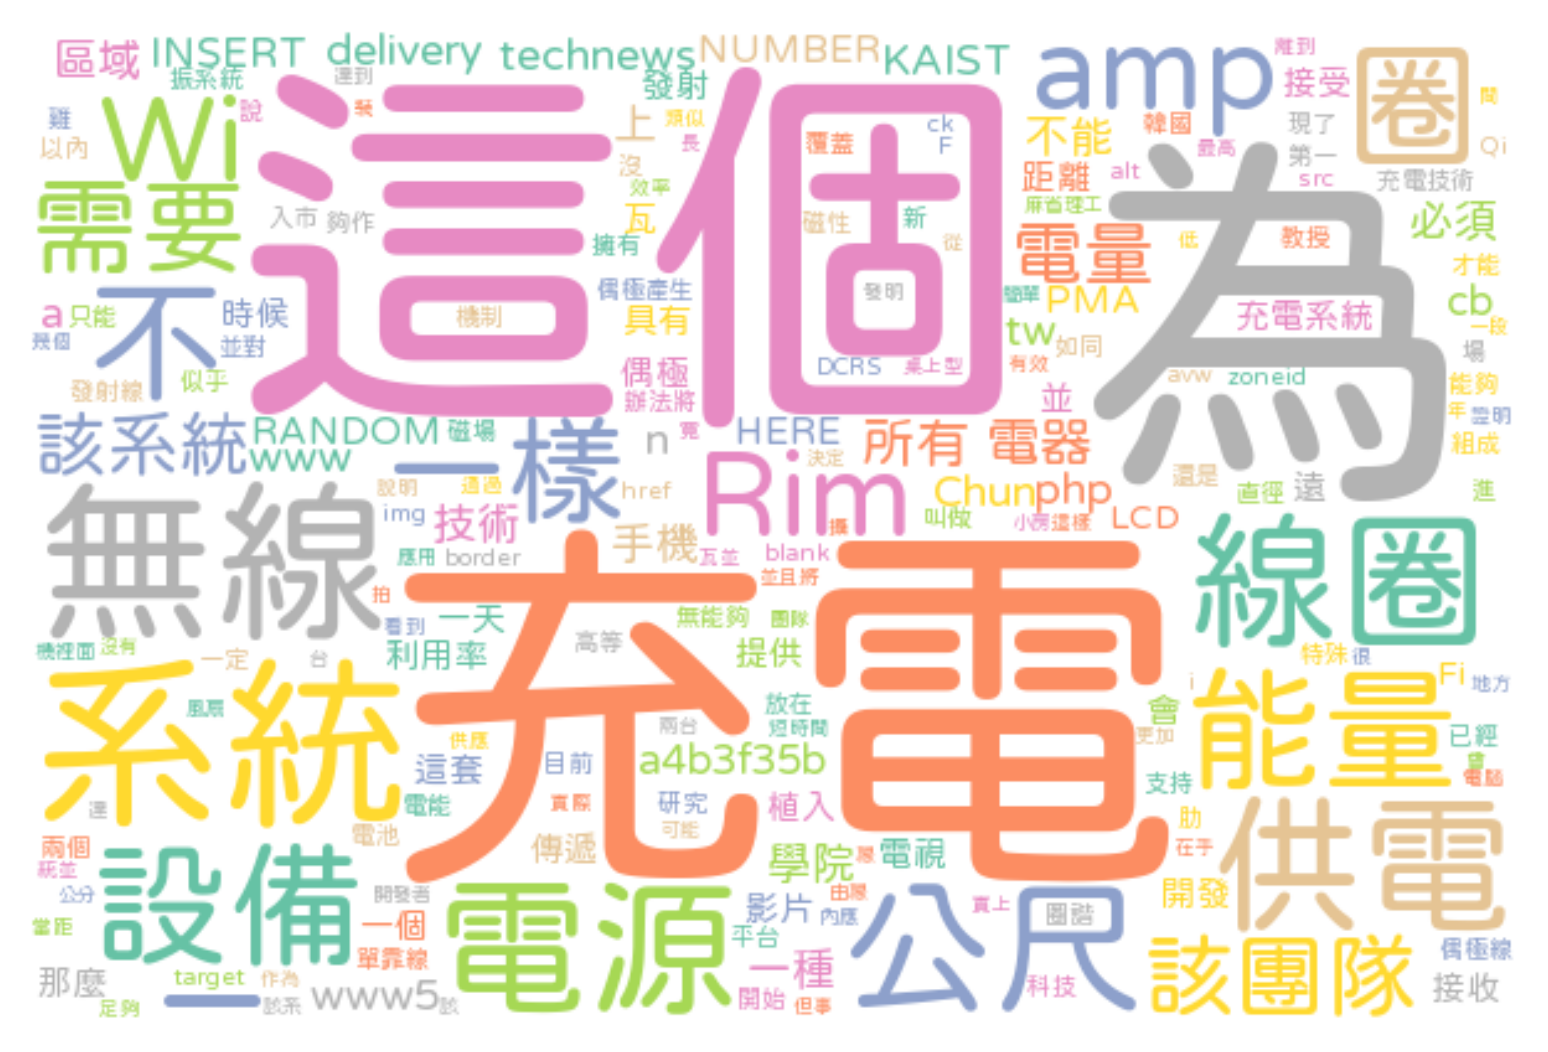 區域 INSERT delivery technews NUMBER KAIST amp 離到 圈
振系統 達到 發射 接受
Wi 說 這個 上 類似 不能 韓國 現了 間
雞 以內 長 覆蓋 ck F 最高 第一 Qi
沒 距離 alt src 充電技術
需要 入市 夠作 效率 瓦 磁性 新 麻省理工 為 必須
擁有 從 電量 低 教授 才能
偶極產生 發明 簡單 PMA cb
a 只能 不 時候 機制 具有 tw 充電系統 一段
幾個 並對 DCRS 桌上型 有效 如同 場
發射線 似乎 偶極 avw zoneid 能夠
辦法將 並 年
該系統 RANDOM 磁場 一樣 n 寬 HERE 所有 電器 組成
www 決定
無線 說明 通過 href Rim Chun php 還是 直徑 遠 進
img 技術 叫做 小房 這樣 LCD
應用 border 手機 瓦並 blank 線圈
拍 充電 並且將
看到 一天 無能夠 團隊
機裡面 沒有 一定 台 利用率 高等 提供 特殊 很
系統 i 能量 Fi 地方
風扇 放在 會
兩台 短時間 更加 已經
供應 這套 目前 a4b3f35b 支持 電腦
達 電能 實際 研究 植入 肋 供電
電池 可能
兩個 設備 傳遞 學院 電視 在手
統並
公分 開發者 電源 影片 由 公尺 實上 開發
當距 一個 內應 偶極線
單靠線 平台 一種 該團隊
那麼 target 作為 科技 接收
足夠 一 該系 www5 該 開始 但事